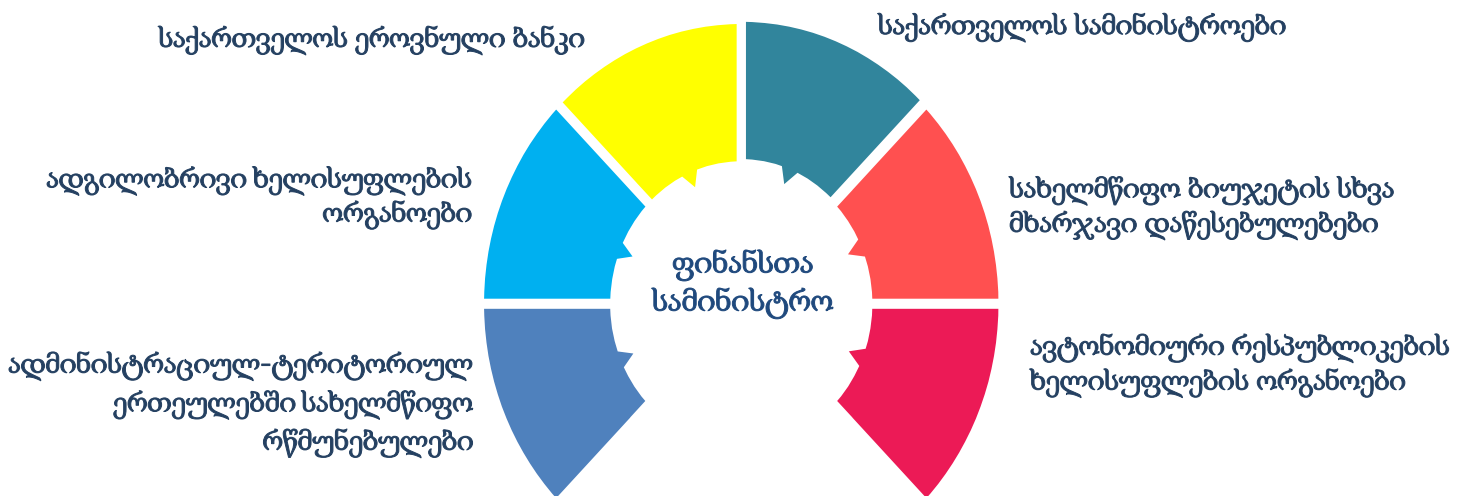 საქართველოს ეროვნული ბანკი
საქართველოს სამინისტროები
ადგილობრივი ხელისუფლების
ორგანოები
სახელმწიფო ბიუჯეტის სხვა
მხარჯავი დაწესებულებები
ფინანსთა
სამინისტრო
ადმინისტრაციულ-ტერიტორიულ
ერთეულებში სახელმწიფო
რწმუნებულები
ავტონომიური რესპუბლიკების
ხელისუფლების ორგანოები